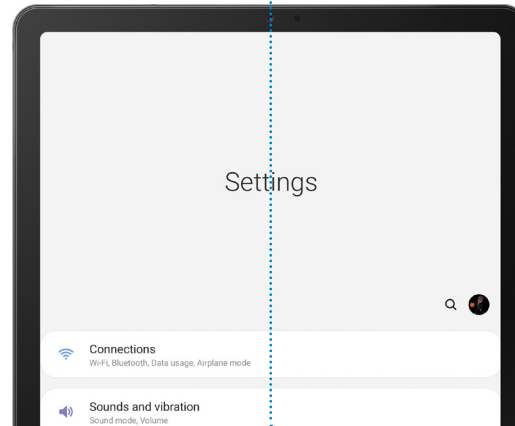 Settings
Connections
Wi-Fi, Bluetooth, Data usage, Airplane mode
Sounds and vibration
Sound mode, Volume